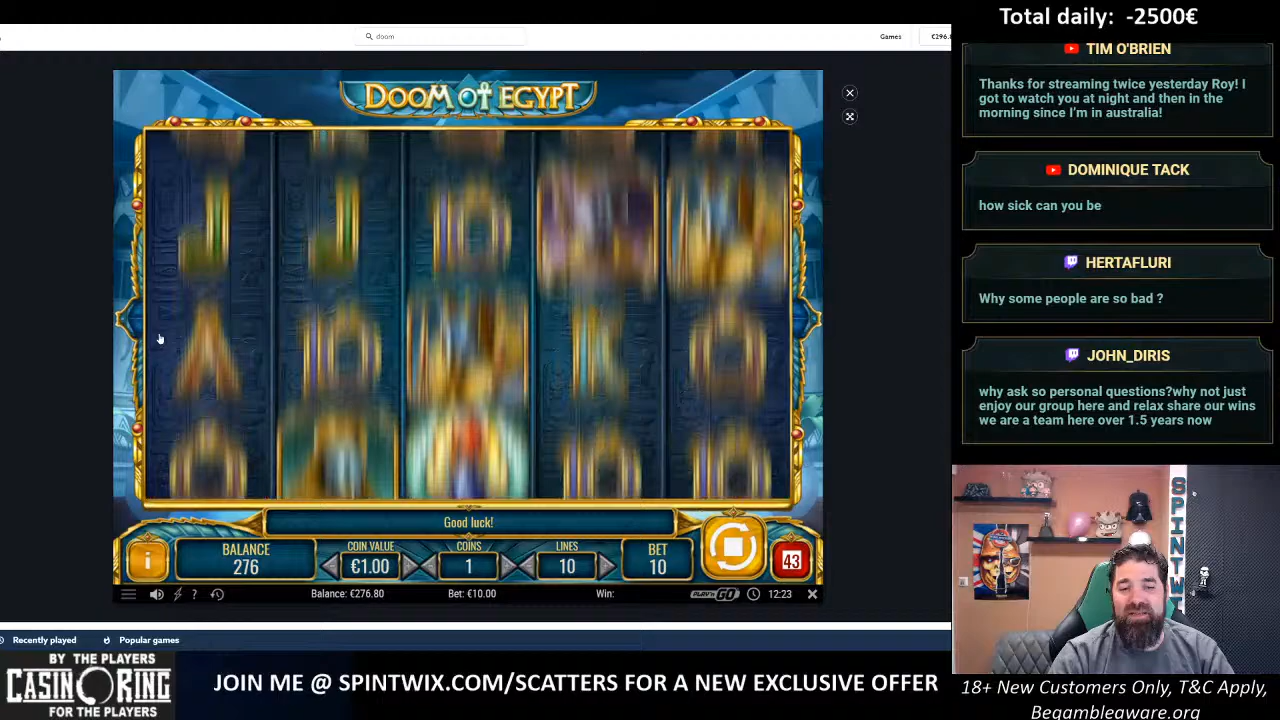 Total daily: -2500€
doom
Games
€296.8
DOOM OF EGYPT
TIM O'BRIEN
Thanks for streaming twice yesterday Roy! I
got to watch you at night and then in the
morning since I'm in australia!
DOMINIQUE TACK
how sick can you be
HERTAFLURI
Why some people are so bad ?
JOHN_DIRIS
why ask so personal questions?why not just
enjoy our group here and relax share our wins
we are a team here over 1.5 years now
Good luck!
BALANCE
276
COIN VALUE
€1.00
COINS
1
LINES
10
BET
10
43
Balance: €276.80
Bet: €10.00
Win:
PLAY'N GO
12:23
Recently played
Popular games
SPINTW
BY THE PLAYERS
CASINO RING
FOR THE PLAYERS
JOIN ME @ SPINTWIX.COM/SCATTERS FOR A NEW EXCLUSIVE OFFER
18+ New Customers Only, T&C Apply,
Begambleaware.org